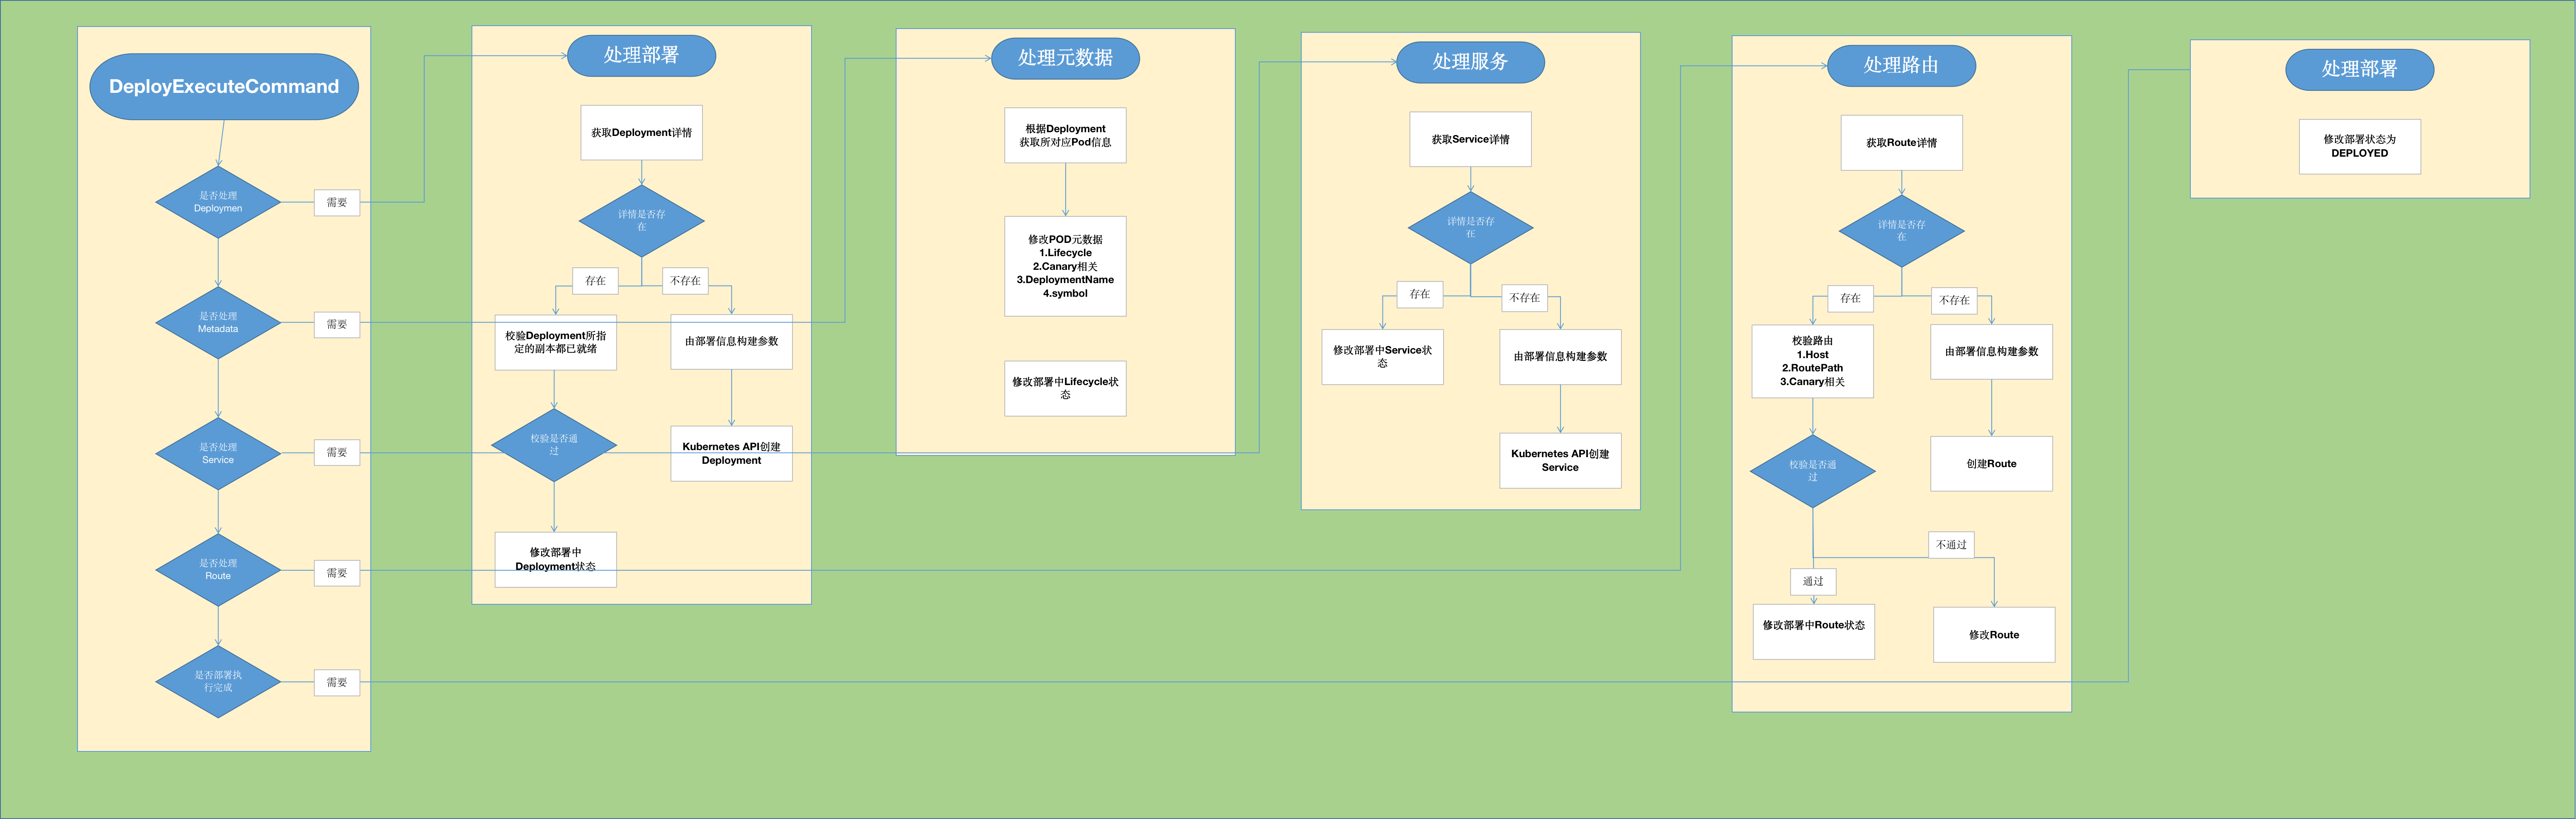 DeployExecuteCommand
是否处理
Deploymen
需要
是否处理
Metadata
需要
是否处理
Service
需要
是否处理
Route
需要
是否部署执
行完成
需要
处理部署
获取Deployment详情
详情是否存
在
存在
不存在
校验Deployment所指
定的副本都已就绪
由部署信息构建参数
校验是否通
过
Kubernetes API创建
Deployment
修改部署中
Deployment状态
处理元数据
根据Deployment
获取所对应Pod信息
修改POD元数据
1.Lifecycle
2.Canary相关
3.DeploymentName
4.symbol
修改部署中Lifecycle状
态
处理服务
获取Service详情
详情是否存
在
存在
不存在
修改部署中Service状
态
由部署信息构建参数
Kubernetes API创建
Service
处理路由
获取Route详情
详情是否存
在
存在
不存在
校验路由
1.Host
2.RoutePath
3.Canary相关
由部署信息构建参数
校验是否通
过
创建Route
不通过
通过
修改部署中Route状态
修改Route
处理部署
修改部署状态为
DEPLOYED